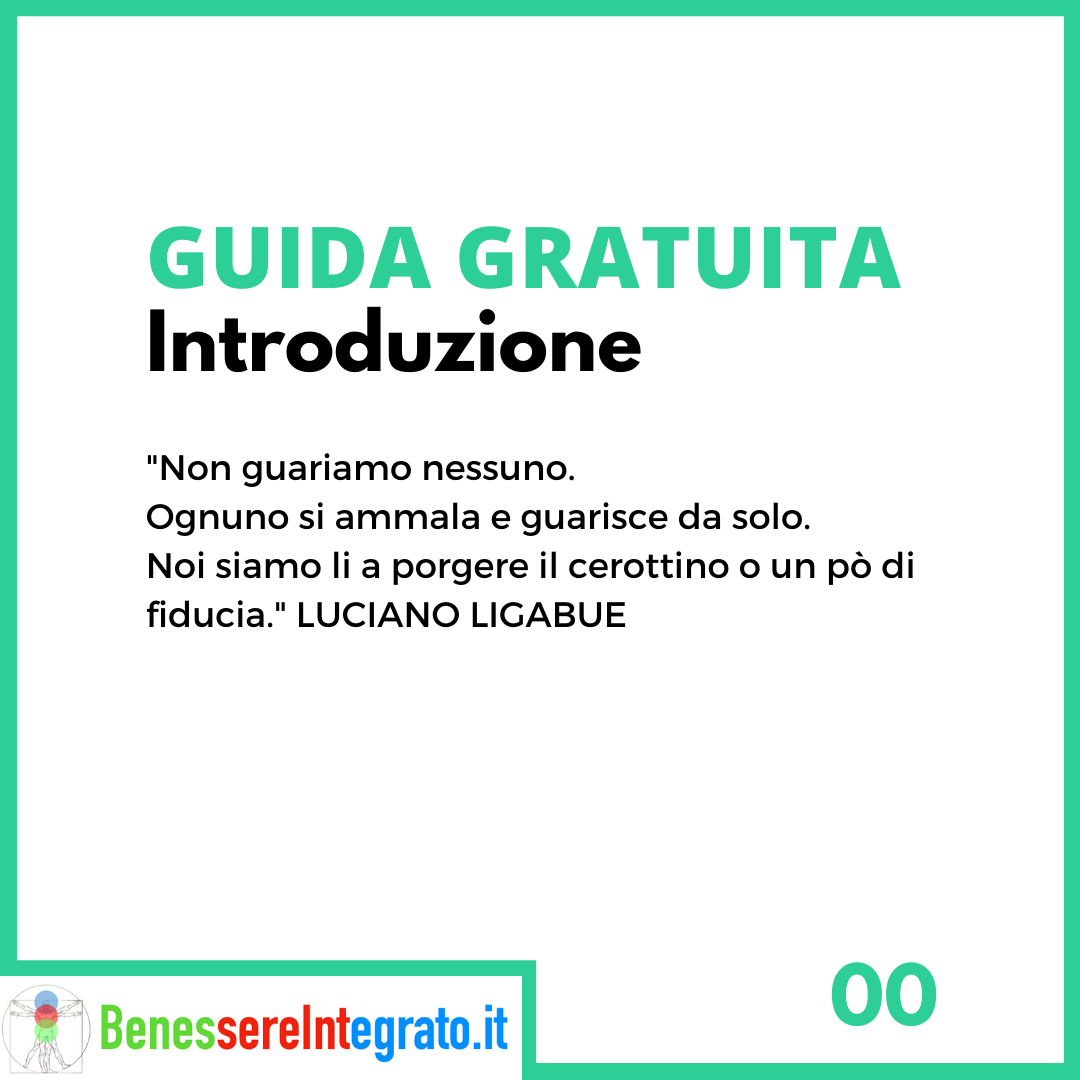 GUIDA GRATUITA
Introduzione
"Non guariamo nessuno.
Ognuno si ammala e guarisce da solo.
Noi siamo li a porgere il cerottino o un pò di
fiducia." LUCIANO LIGABUE
00
BenessereIntegrato.it